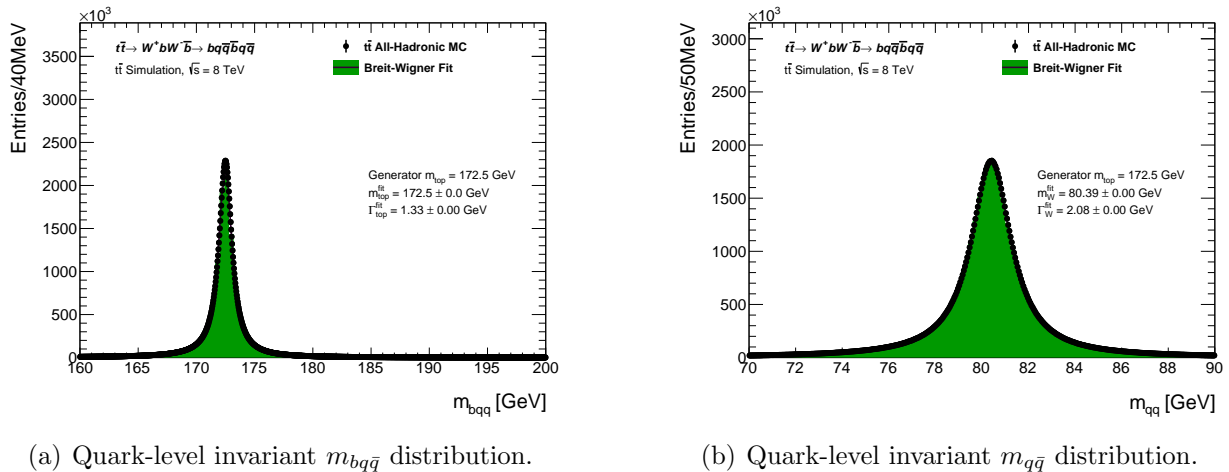 ×10³
Entries/40MeV
tt̄→ W⁺bW⁻b̄→ bqq̄b̄qq̄
tt̄ Simulation, √s = 8 TeV
tt̄ All-Hadronic MC
Breit-Wigner Fit
Generator m_top = 172.5 GeV
m_top^fit = 172.5 ± 0.0 GeV
Γ_top^fit = 1.33 ± 0.00 GeV
3500
3000
2500
2000
1500
1000
500
0
160 165 170 175 180 185 190 195 200
m_bqq [GeV]
(a) Quark-level invariant m_bqq̄ distribution.
×10³
Entries/50MeV
tt̄→ W⁺bW⁻b̄→ bqq̄b̄qq̄
tt̄ Simulation, √s = 8 TeV
tt̄ All-Hadronic MC
Breit-Wigner Fit
Generator m_top = 172.5 GeV
m_W^fit = 80.39 ± 0.00 GeV
Γ_W^fit = 2.08 ± 0.00 GeV
3000
2500
2000
1500
1000
500
0
70 72 74 76 78 80 82 84 86 88 90
m_qq [GeV]
(b) Quark-level invariant m_qq̄ distribution.